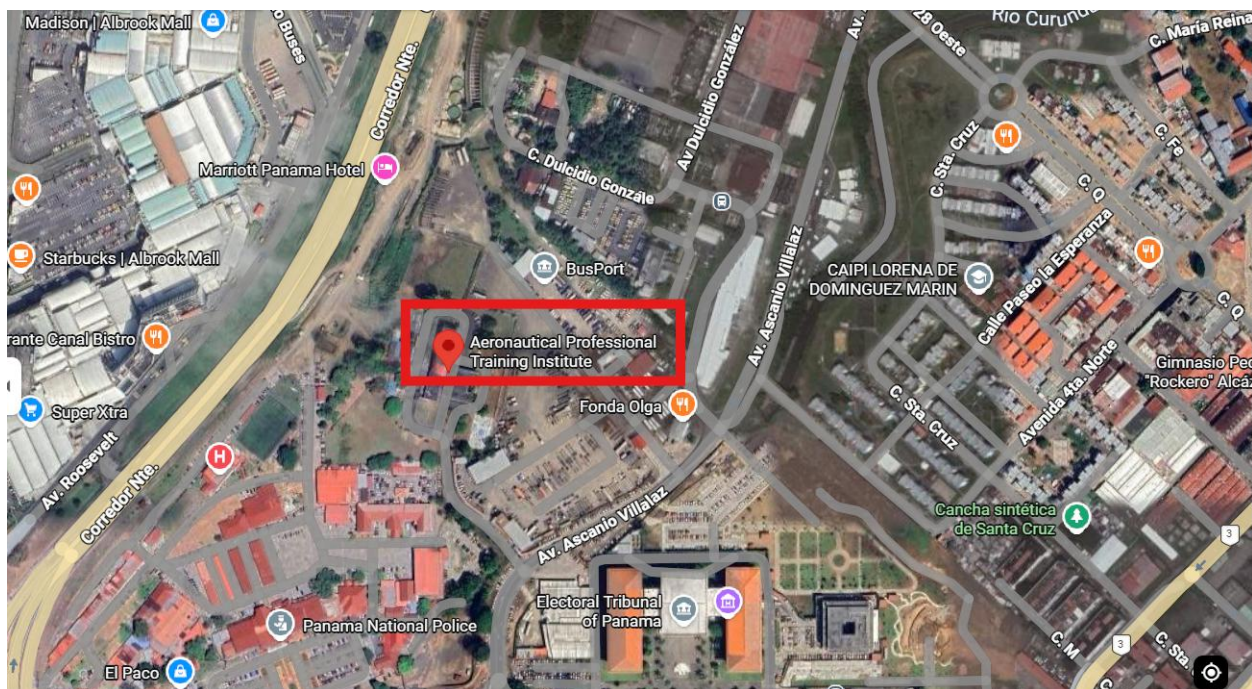 Madison | Albrook Mall
o Buses
Corredor Nte.
28 Oeste
Rio Curund
C. María Reina
Av Dulcidio González
C. Fe
C. Sta. Cruz
Marriott Panama Hotel
C. Dulcidio Gonzále
C. Q
Starbucks | Albrook Mall
BusPort
Av. Ascanio Villalaz
CAIPI LORENA DE
DOMINGUEZ MARIN
Calle Paseo la Esperanza
C. Q
rante Canal Bistro
Aeronautical Professional
Training Institute
Gimnasio Ped
"Rockero" Alcáz
Super Xtra
Fonda Olga
C. Sta. Cruz
Avenida 4ta. Norte
Av. Roosevelt
H
Corredor Nte.
Cancha sintética
de Santa Cruz
3
Av. Ascanio Villalaz
Electoral Tribunal
of Panama
Panama National Police
C. M
3
C. Sta.
El Paco